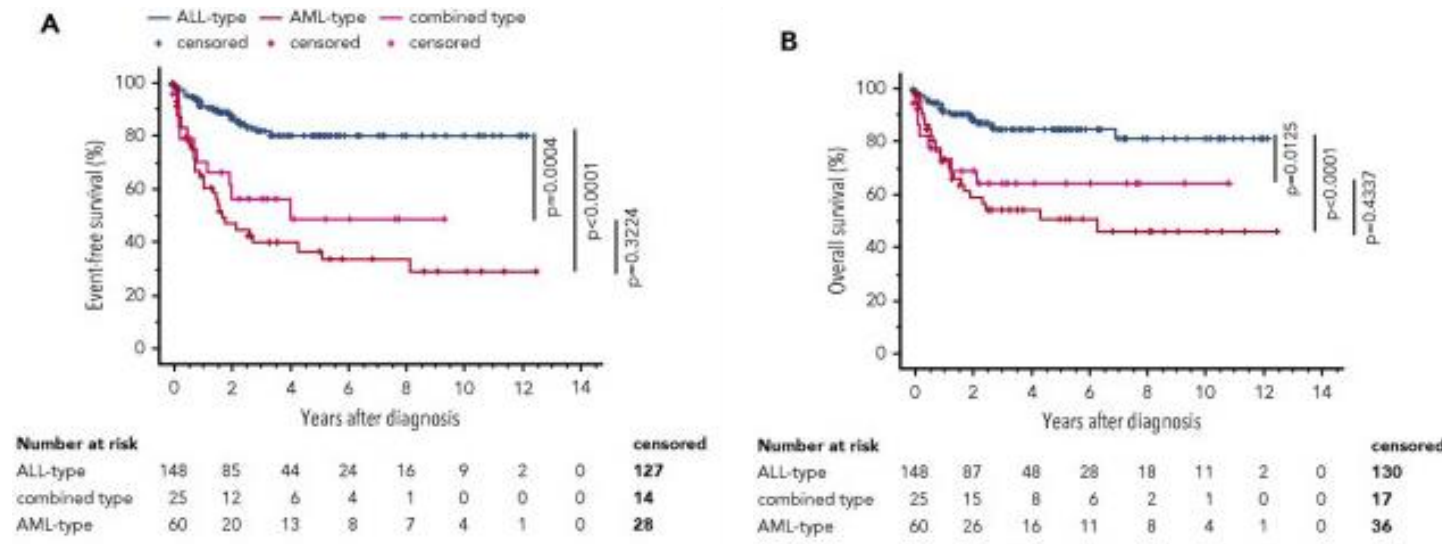 A
ALL-type AML-type combined type
censored censored censored
Event-free survival (%)
100
80
60
40
20
0
0 2 4 6 8 10 12 14
Years after diagnosis
p=0.0004
p<0.0001
p=0.3224
Number at risk censored
ALL-type 148 85 44 24 16 9 2 0 127
combined type 25 12 6 4 1 0 0 0 14
AML-type 60 20 13 8 7 4 1 0 28
B
Overall survival (%)
100
80
60
40
20
0
0 2 4 6 8 10 12 14
Years after diagnosis
p=0.0125
p<0.0001
p=0.4337
Number at risk censored
ALL-type 148 87 48 28 18 11 2 0 130
combined type 25 15 8 6 2 1 0 0 17
AML-type 60 26 16 11 8 4 1 0 36